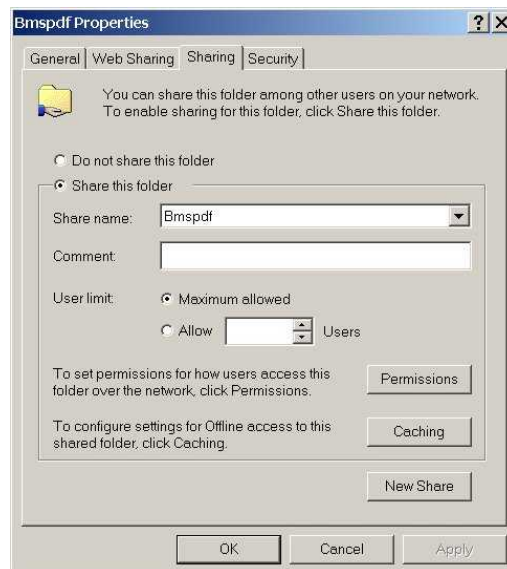 Bmspdf Properties
General Web Sharing Sharing Security
You can share this folder among other users on your network.
To enable sharing for this folder, click Share this folder.
Do not share this folder
Share this folder
Share name: Bmspdf
Comment:
User limit: Maximum allowed
Allow Users
To set permissions for how users access this
folder over the network, click Permissions.
Permissions
To configure settings for Offline access to this
shared folder, click Caching.
Caching
New Share
OK Cancel Apply